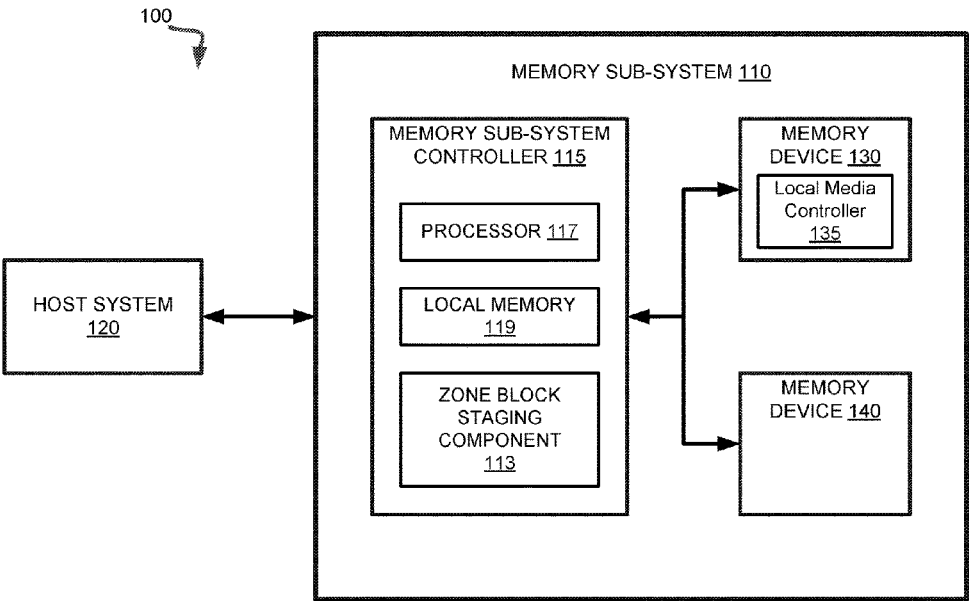 100
MEMORY SUB-SYSTEM 110
MEMORY SUB-SYSTEM
CONTROLLER 115
PROCESSOR 117
LOCAL MEMORY
119
ZONE BLOCK
STAGING
COMPONENT
113
MEMORY
DEVICE 130
Local Media
Controller
135
HOST SYSTEM
120
MEMORY
DEVICE 140